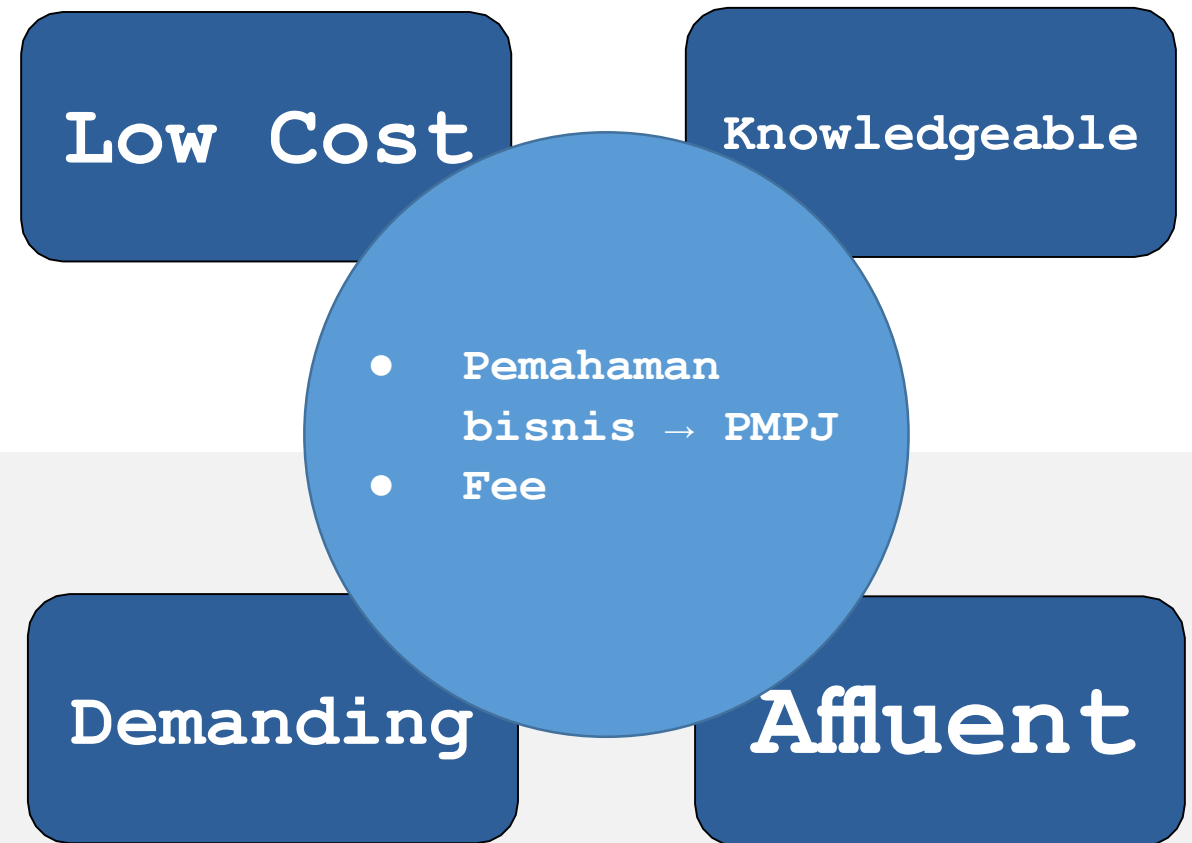 Low Cost
Knowledgeable
● Pemahaman
bisnis → PMPJ
● Fee
Demanding
Affluent